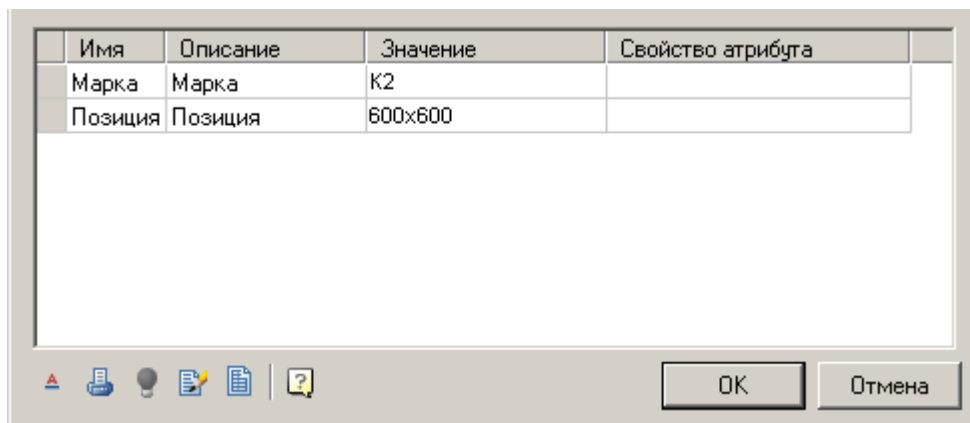 Имя Описание Значение Свойство атрибута
Марка Марка К2
Позиция Позиция 600x600
OK Отмена